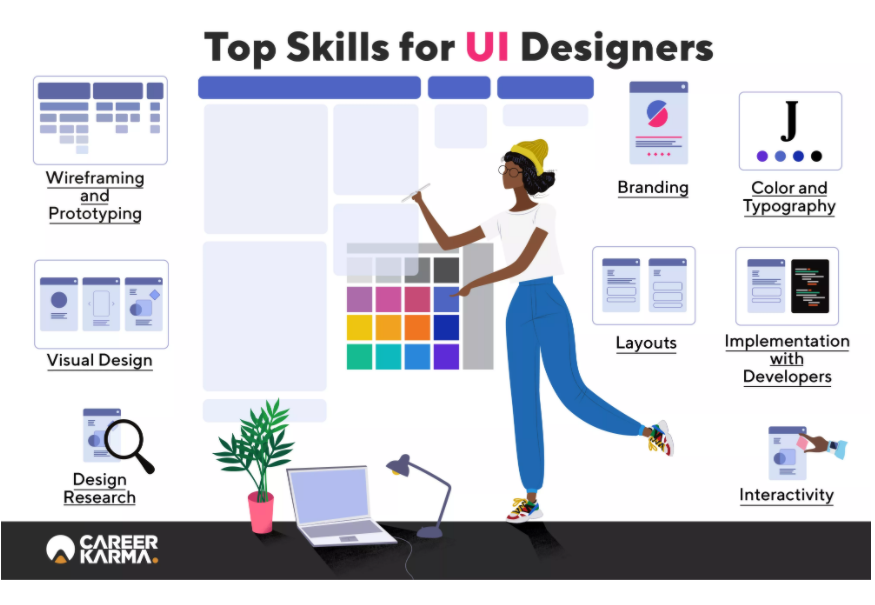 Top Skills for UI Designers
Wireframing
and
Prototyping
Visual Design
Design
Research
Branding
J
Color and
Typography
Layouts
Implementation
with
Developers
Interactivity
CAREER
KARMA.